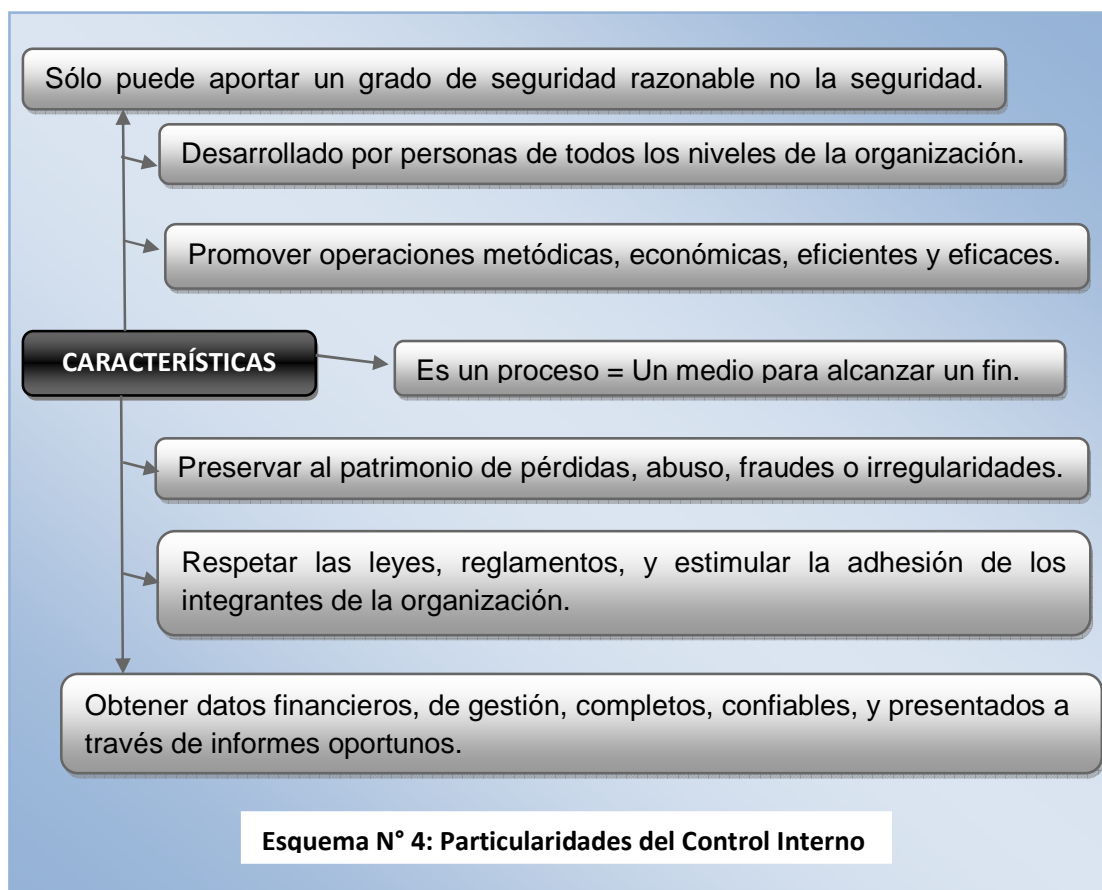 Sólo puede aportar un grado de seguridad razonable no la seguridad.
Desarrollado por personas de todos los niveles de la organización.
Promover operaciones metódicas, económicas, eficientes y eficaces.
CARACTERÍSTICAS
Es un proceso = Un medio para alcanzar un fin.
Preservar al patrimonio de pérdidas, abuso, fraudes o irregularidades.
Respetar las leyes, reglamentos, y estimular la adhesión de los
integrantes de la organización.
Obtener datos financieros, de gestión, completos, confiables, y presentados a
través de informes oportunos.
Esquema N° 4: Particularidades del Control Interno